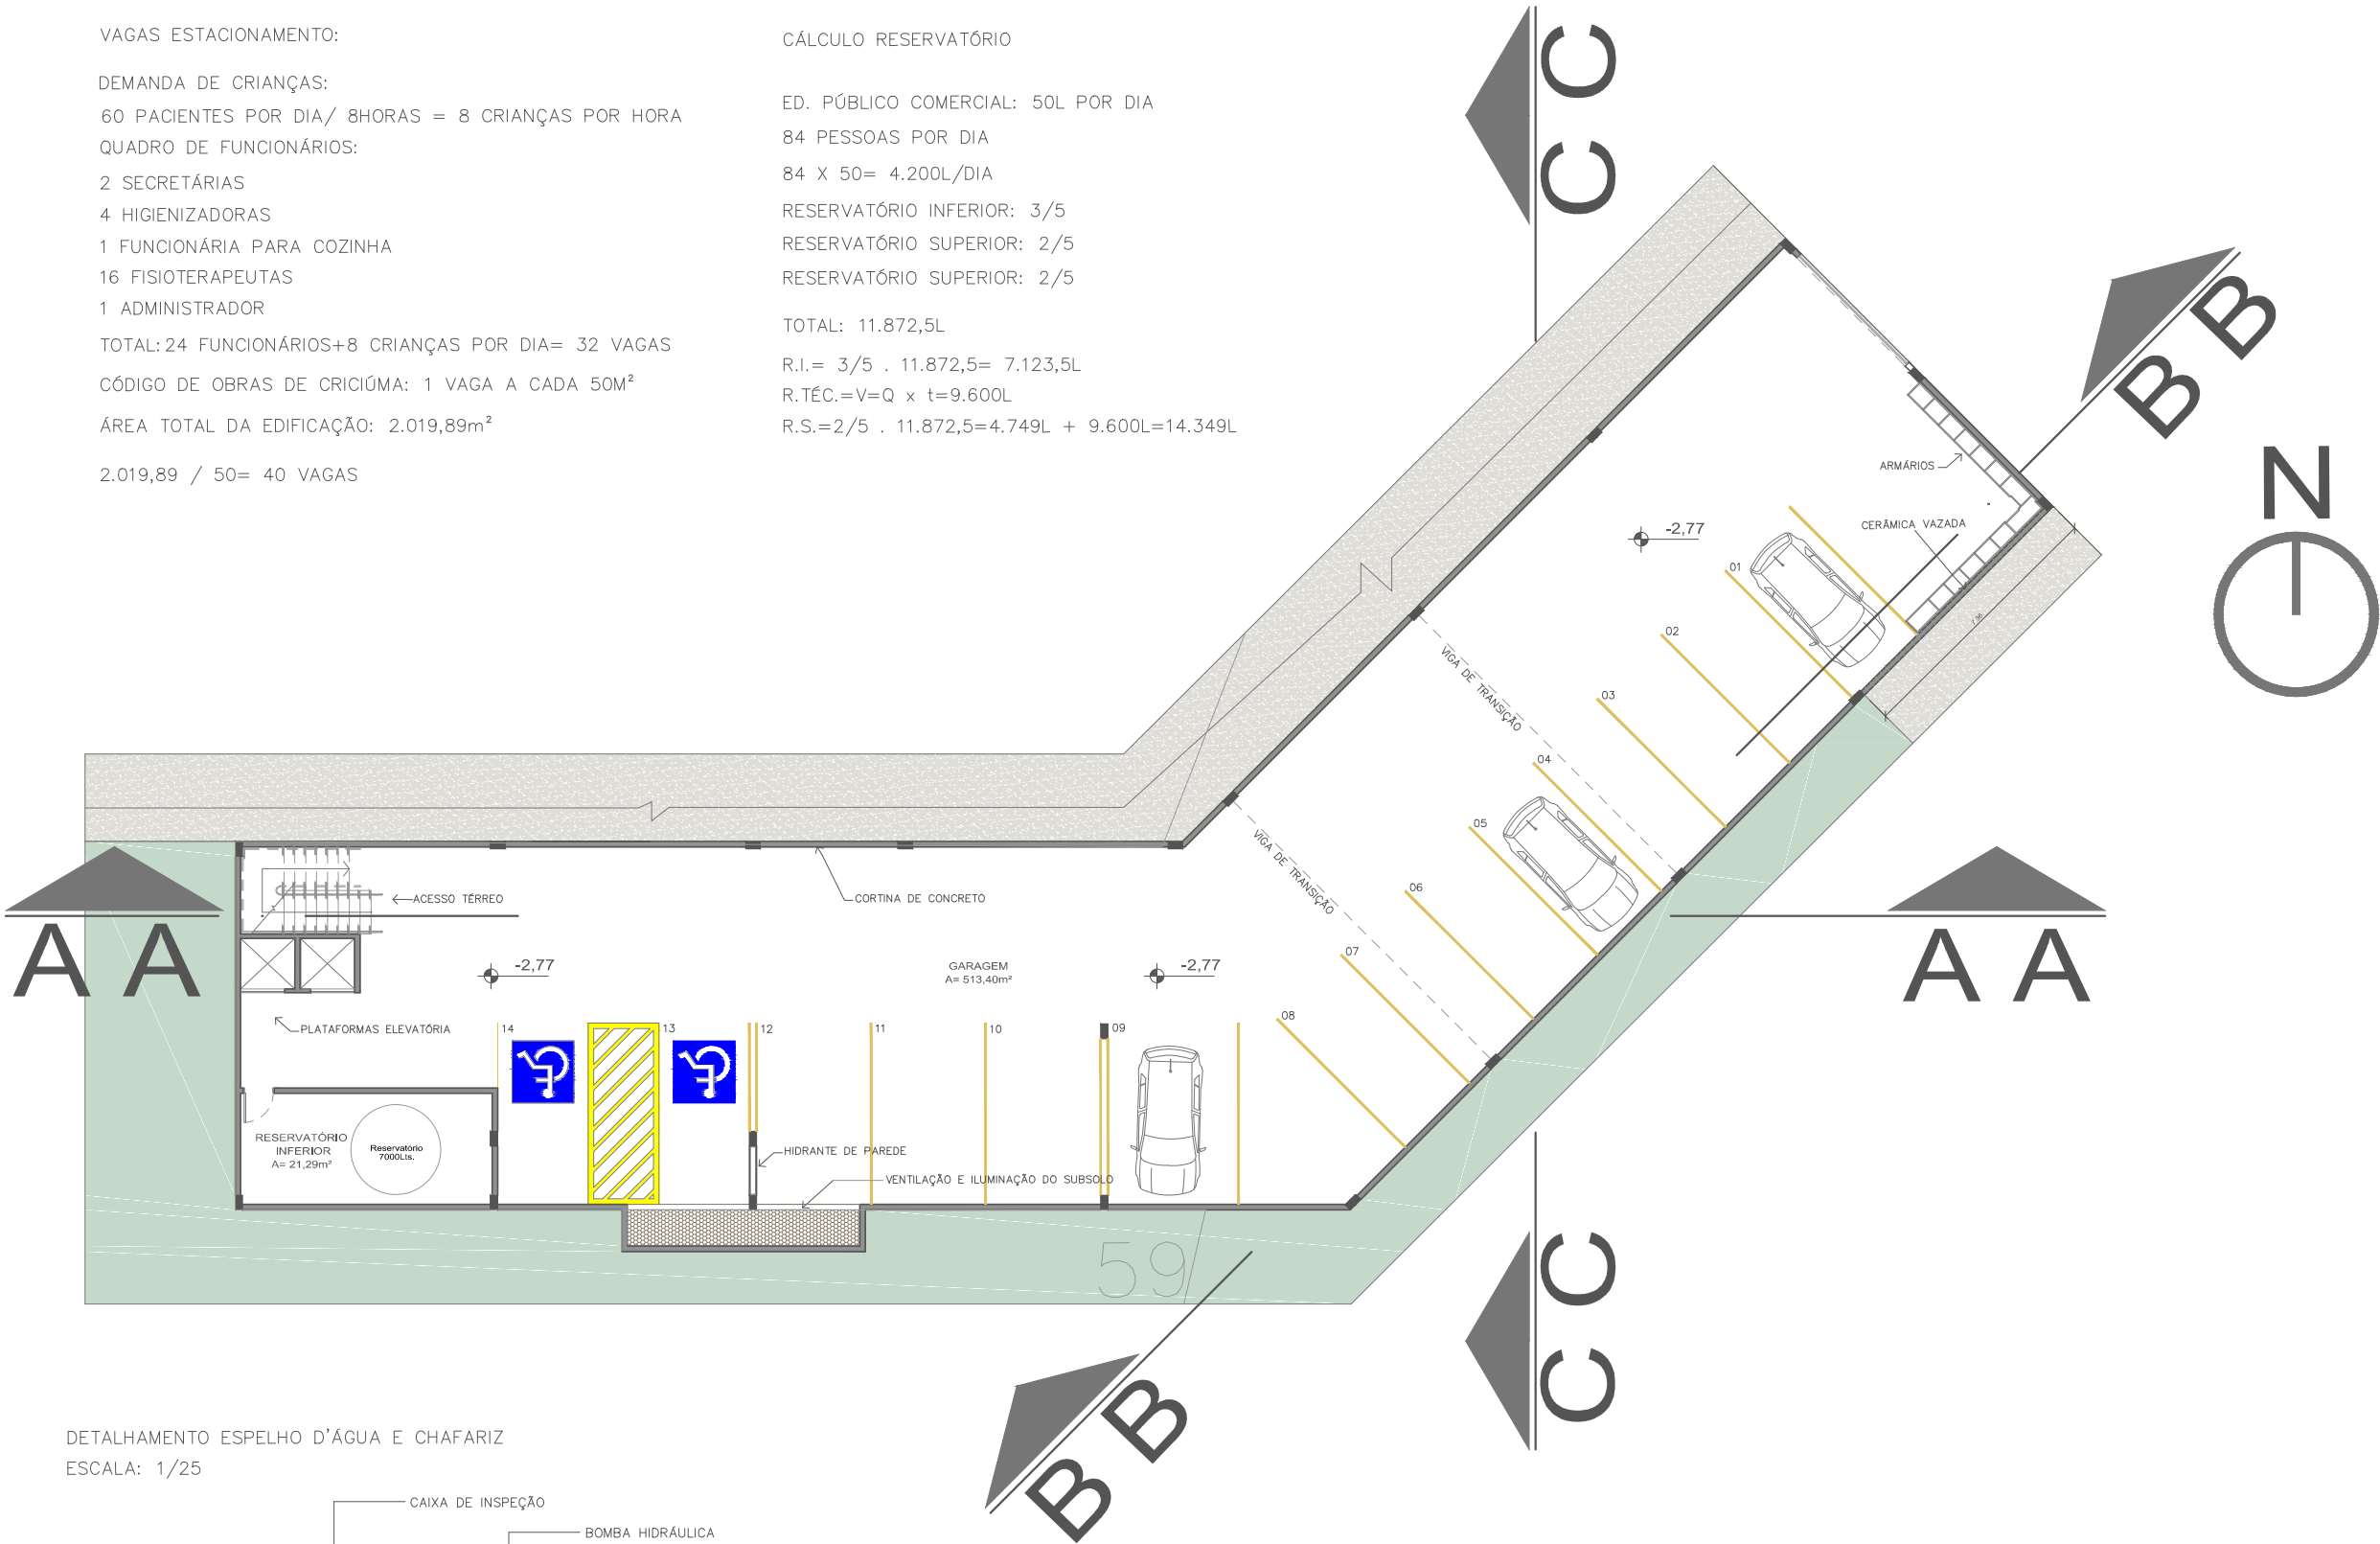 VAGAS ESTACIONAMENTO:
DEMANDA DE CRIANÇAS:
60 PACIENTES POR DIA/ 8HORAS = 8 CRIANÇAS POR HORA
QUADRO DE FUNCIONÁRIOS:
2 SECRETÁRIAS
4 HIGIENIZADORAS
1 FUNCIONÁRIA PARA COZINHA
16 FISIOTERAPEUTAS
1 ADMINISTRADOR
TOTAL: 24 FUNCIONÁRIOS+8 CRIANÇAS POR DIA= 32 VAGAS
CÓDIGO DE OBRAS DE CRICIÚMA: 1 VAGA A CADA 50M²
ÁREA TOTAL DA EDIFICAÇÃO: 2.019,89m²
2.019,89 / 50= 40 VAGAS
CÁLCULO RESERVATÓRIO
ED. PÚBLICO COMERCIAL: 50L POR DIA
84 PESSOAS POR DIA
84 X 50= 4.200L/DIA
RESERVATÓRIO INFERIOR: 3/5
RESERVATÓRIO SUPERIOR: 2/5
RESERVATÓRIO SUPERIOR: 2/5
TOTAL: 11.872,5L
R.I.= 3/5 . 11.872,5= 7.123,5L
R.TÉC.=V=Q x t=9.600L
R.S.=2/5 . 11.872,5=4.749L + 9.600L=14.349L
C C
B B
N
ARMÁRIOS
CERÂMICA VAZADA
-2,77
01
02
03
04
05
06
07
08
VIGA DE TRANSIÇÃO
VIGA DE TRANSIÇÃO
A A
A A
ACESSO TÉRREO
CORTINA DE CONCRETO
-2,77
GARAGEM
A= 513,40m²
-2,77
PLATAFORMAS ELEVATÓRIA
14
13
12
11
10
09
RESERVATÓRIO
INFERIOR
A= 21,29m²
Reservatório
7000Lts.
HIDRANTE DE PAREDE
VENTILAÇÃO E ILUMINAÇÃO DO SUBSOLO
59
B B
C C
DETALHAMENTO ESPELHO D'ÁGUA E CHAFARIZ
ESCALA: 1/25
CAIXA DE INSPEÇÃO
BOMBA HIDRÁULICA